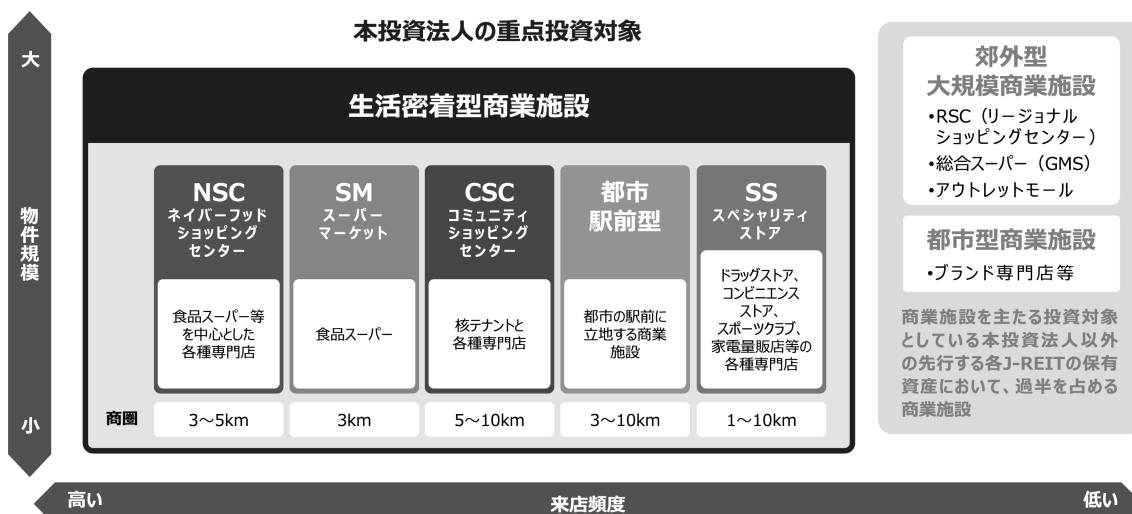 本投資法人の重点投資対象
大
物件規模
小
生活密着型商業施設
NSC
ネイバーフッド
ショッピング
センター
食品スーパー等
を中心とした
各種専門店
SM
スーパー
マーケット
食品スーパー
CSC
コミュニティ
ショッピング
センター
核テナントと
各種専門店
都市
駅前型
都市の駅前に
立地する商業
施設
SS
スペシャリティ
ストア
ドラッグストア、
コンビニエンス
ストア、
スポーツクラブ、
家電量販店等の
各種専門店
商圏
3～5km
3km
5～10km
3～10km
1～10km
郊外型
大規模商業施設
•RSC（リージョナル
ショッピングセンター）
•総合スーパー（GMS）
•アウトレットモール
都市型商業施設
•ブランド専門店等
商業施設を主たる投資対象
としている本投資法人以外
の先行する各J-REITの保有
資産において、過半を占める
商業施設
高い
来店頻度
低い